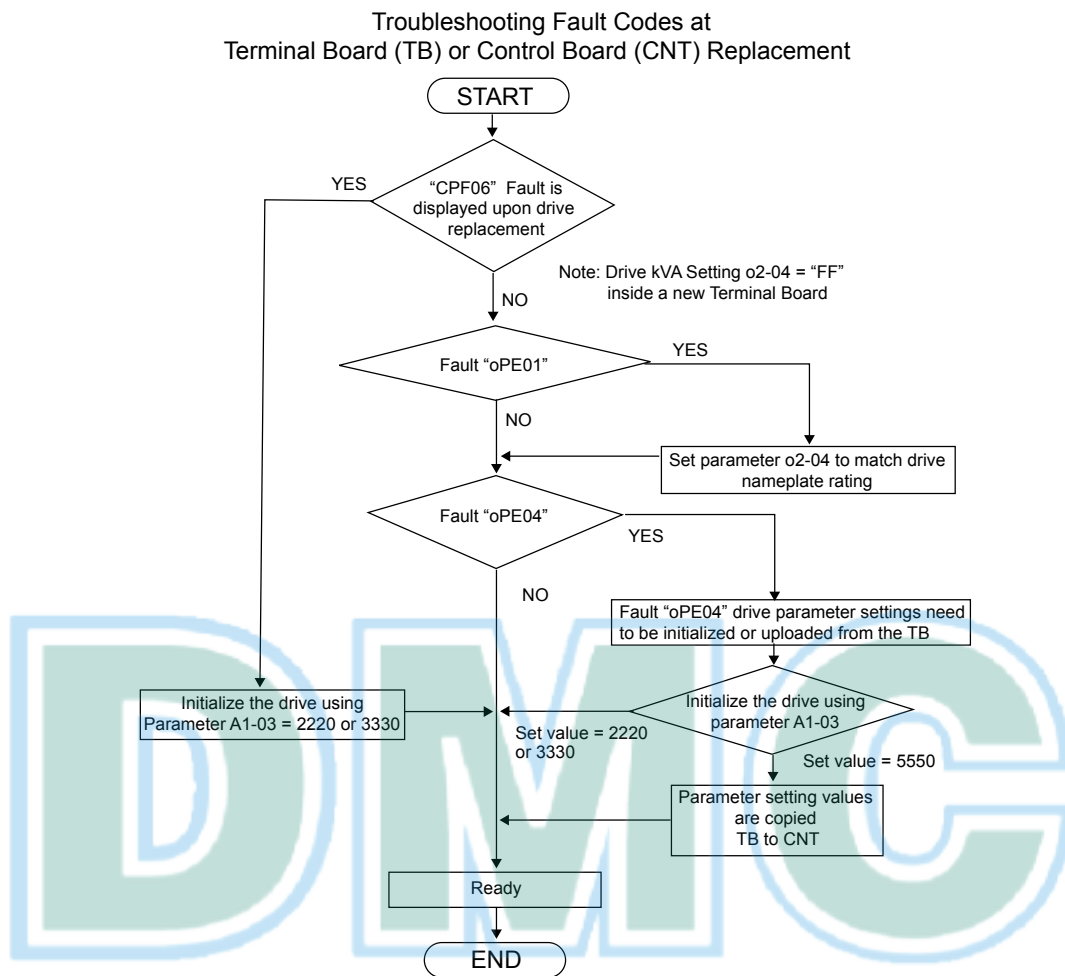 Troubleshooting Fault Codes at
Terminal Board (TB) or Control Board (CNT) Replacement
START
YES
“CPF06” Fault is
displayed upon drive
replacement
Note: Drive kVA Setting o2-04 = “FF”
inside a new Terminal Board
NO
Fault “oPE01”
YES
NO
Set parameter o2-04 to match drive
nameplate rating
Fault “oPE04”
YES
NO
Fault “oPE04” drive parameter settings need
to be initialized or uploaded from the TB
Initialize the drive using
Parameter A1-03 = 2220 or 3330
Initialize the drive using
parameter A1-03
Set value = 2220
or 3330
Set value = 5550
Parameter setting values
are copied
TB to CNT
Ready
END
DMC